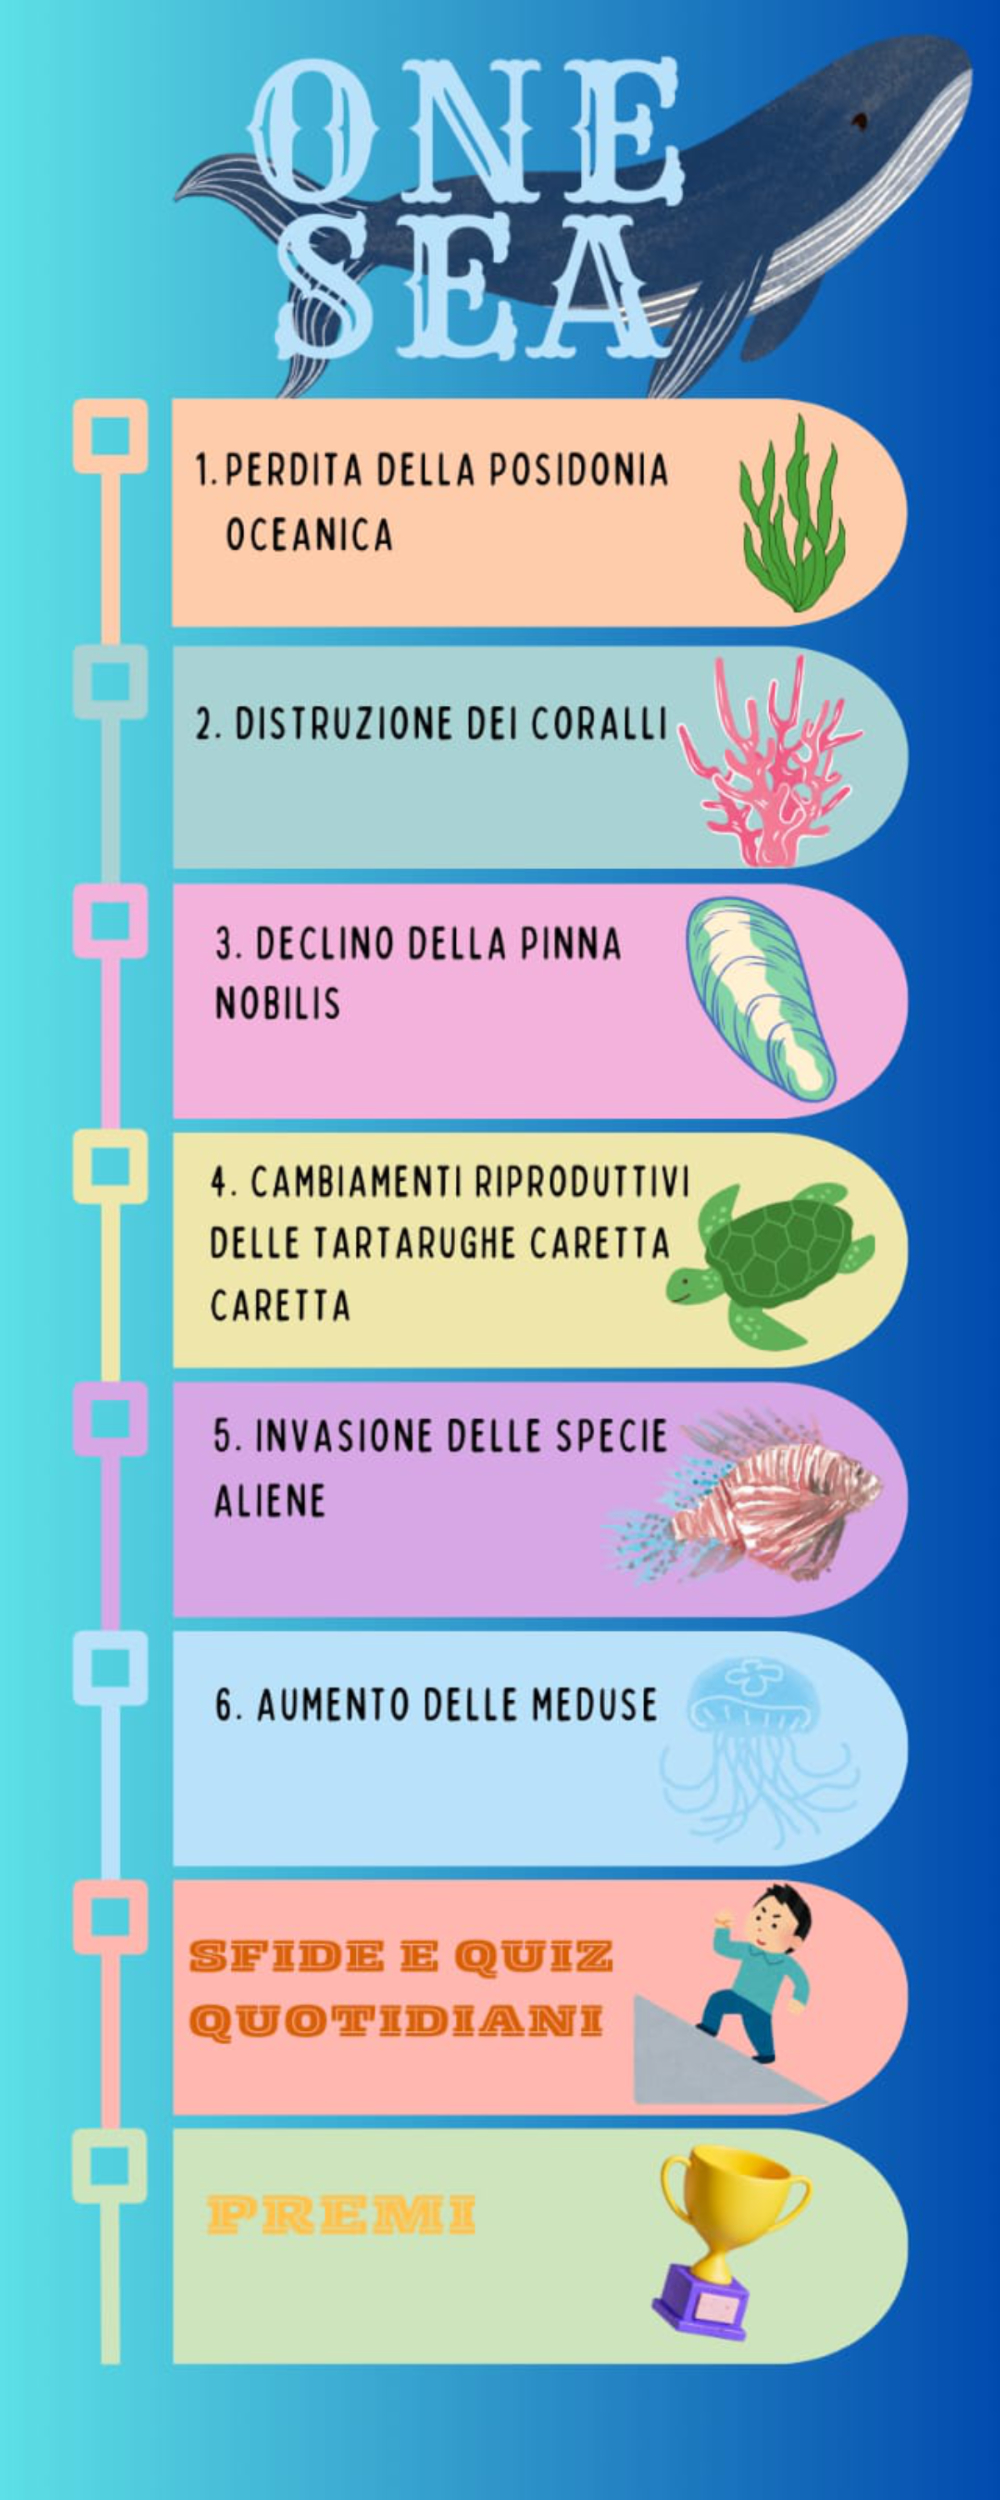 ONE
SEA
1. PERDITA DELLA POSIDONIA
OCEANICA
2. DISTRUZIONE DEI CORALLI
3. DECLINO DELLA PINNA
NOBILIS
4. CAMBIAMENTI RIPRODUTTIVI
DELLE TARTARUGHE CARETTA
CARETTA
5. INVASIONE DELLE SPECIE
ALIENE
6. AUMENTO DELLE MEDUSE
SFIDE E QUIZ
QUOTIDIANI
PREMI